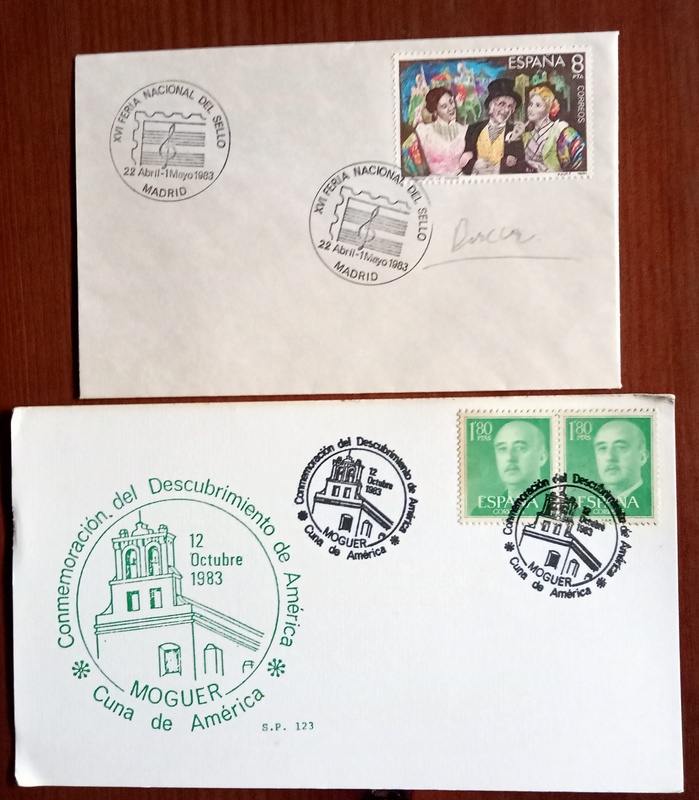 XVI FERIA NACIONAL DEL SELLO
22 Abril-1 Mayo 1983
MADRID
ESPAÑA 8 PTA
CORREOS
XVI FERIA NACIONAL DEL SELLO
22 Abril-1 Mayo 1983
MADRID
Conmemoración del Descubrimiento de América
12
Octubre
1983
MOGUER
Cuna de América
S.P. 123
Conmemoración del Descubrimiento de América
12
Octubre
1983
MOGUER
Cuna de América
1'80
PTAS
ESPAÑA
1'80
PTAS
ESPAÑA
Conmemoración del Descubrimiento de América
12
Octubre
1983
MOGUER
Cuna de América